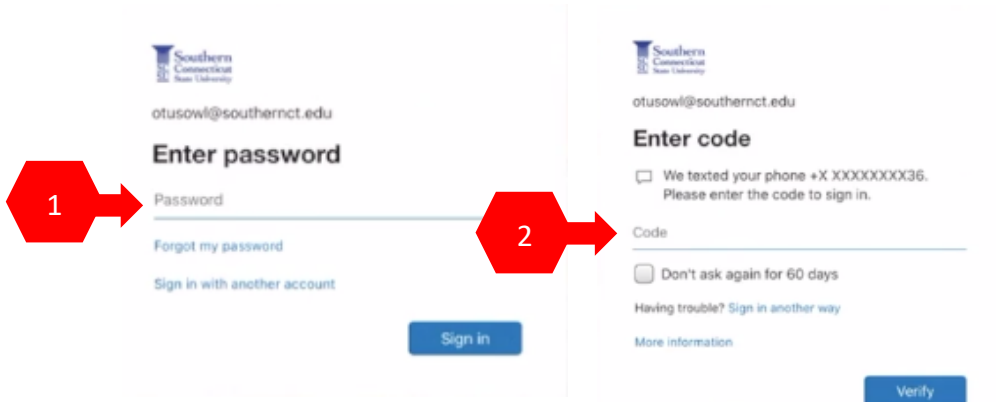 Southern
Connecticut
State University
otusowl@southernct.edu
Enter password
1
Password
Forgot my password
Sign in with another account
Sign in
Southern
Connecticut
State University
otusowl@southernct.edu
Enter code
We texted your phone +X XXXXXXXX36.
Please enter the code to sign in.
2
Code
Don't ask again for 60 days
Having trouble? Sign in another way
More information
Verify